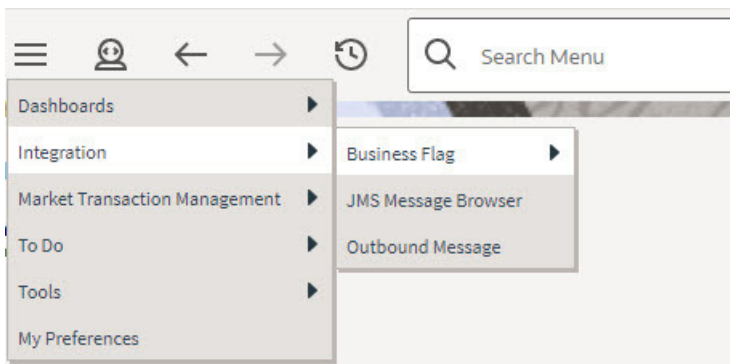 Search Menu
Dashboards
Integration
Market Transaction Management
To Do
Tools
My Preferences
Business Flag
JMS Message Browser
Outbound Message